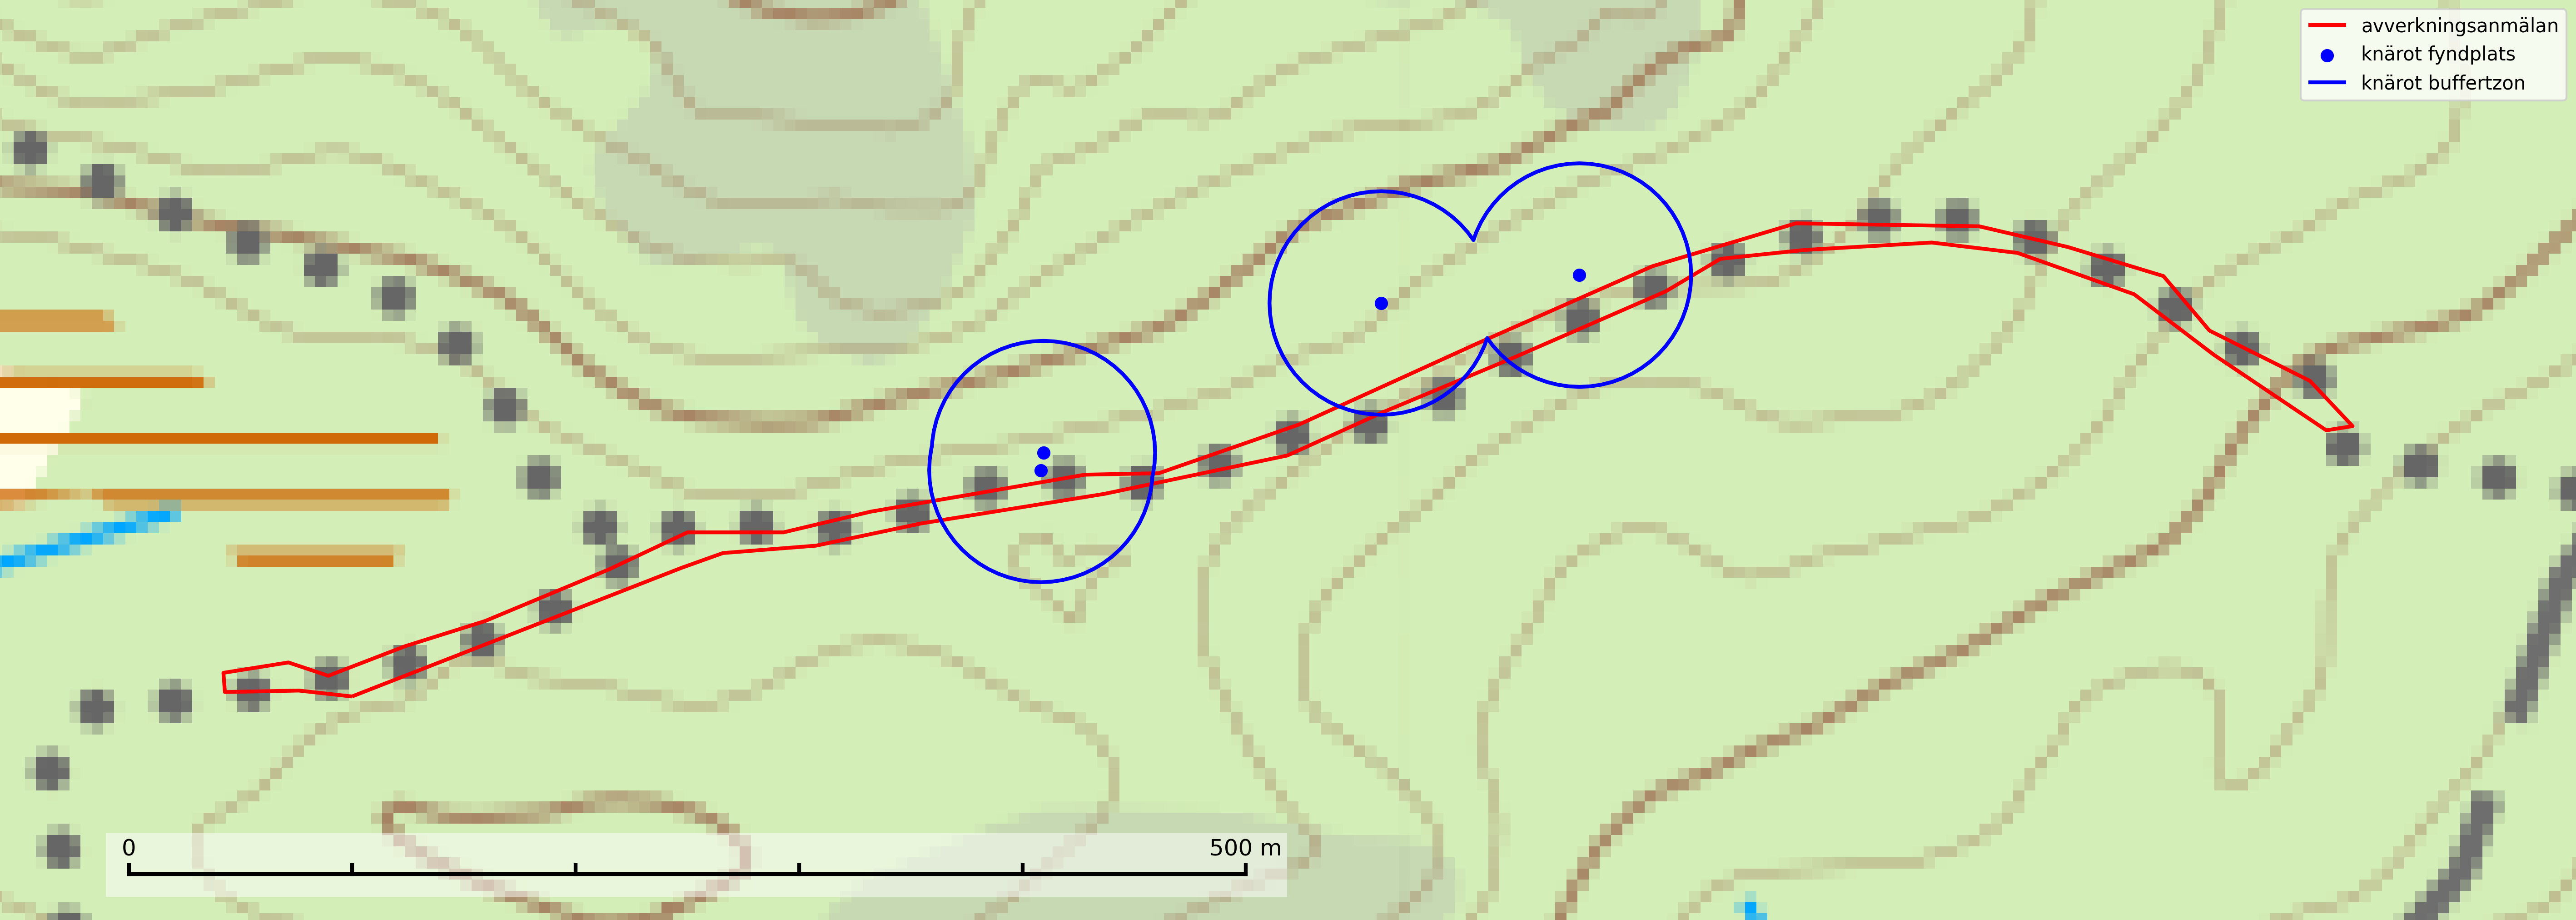 avverkningsanmälan
knärot fyndplats
knärot buffertzon
0 500 m